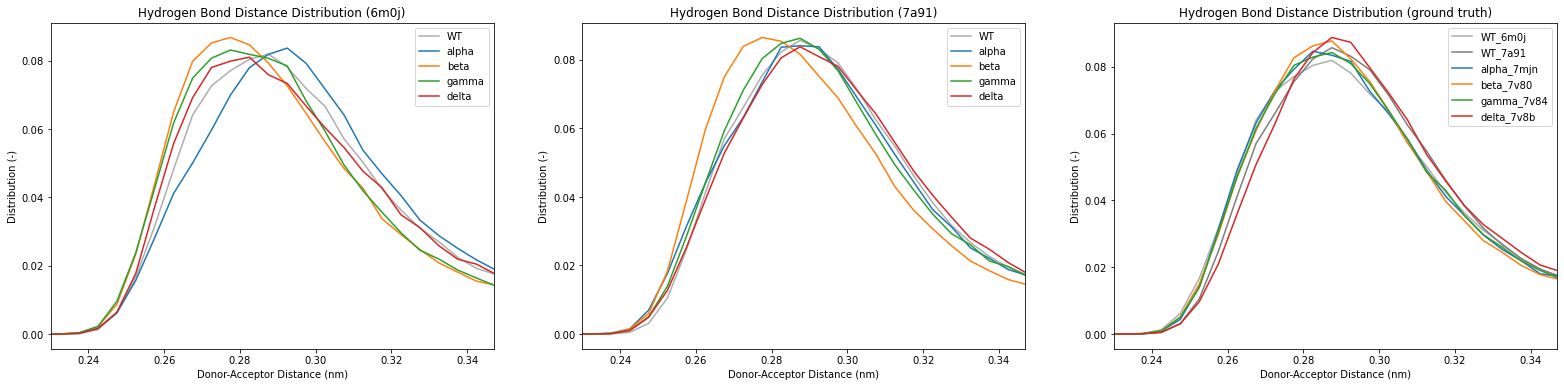 Hydrogen Bond Distance Distribution (6m0j)
Distribution (-)
0.08
0.06
0.04
0.02
0.00
0.24 0.26 0.28 0.30 0.32 0.34
Donor-Acceptor Distance (nm)
WT
alpha
beta
gamma
delta
Hydrogen Bond Distance Distribution (7a91)
Distribution (-)
0.08
0.06
0.04
0.02
0.00
0.24 0.26 0.28 0.30 0.32 0.34
Donor-Acceptor Distance (nm)
WT
alpha
beta
gamma
delta
Hydrogen Bond Distance Distribution (ground truth)
Distribution (-)
0.08
0.06
0.04
0.02
0.00
0.24 0.26 0.28 0.30 0.32 0.34
Donor-Acceptor Distance (nm)
WT_6m0j
WT_7a91
alpha_7mjn
beta_7v80
gamma_7v84
delta_7v8b